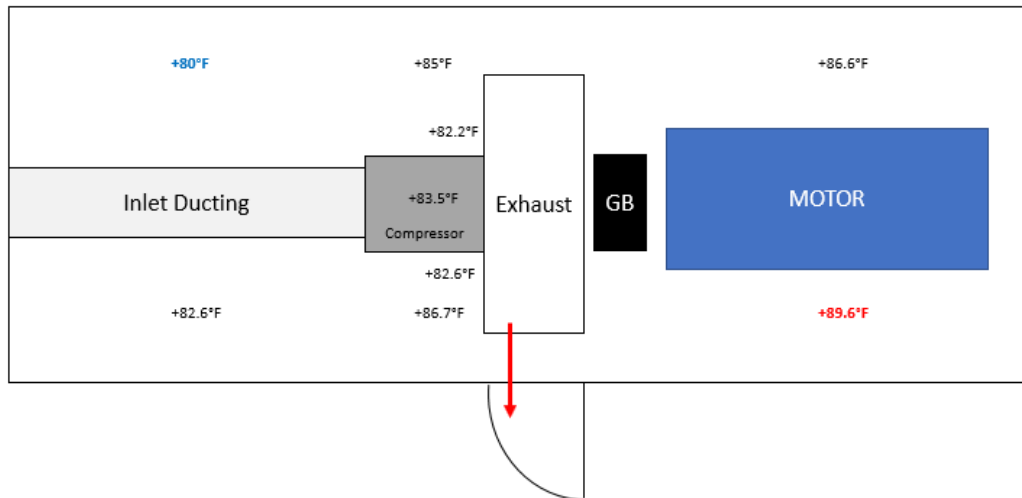 +80°F
+85°F
+86.6°F
+82.2°F
Inlet Ducting
+83.5°F
Compressor
Exhaust
GB
MOTOR
+82.6°F
+82.6°F
+86.7°F
+89.6°F